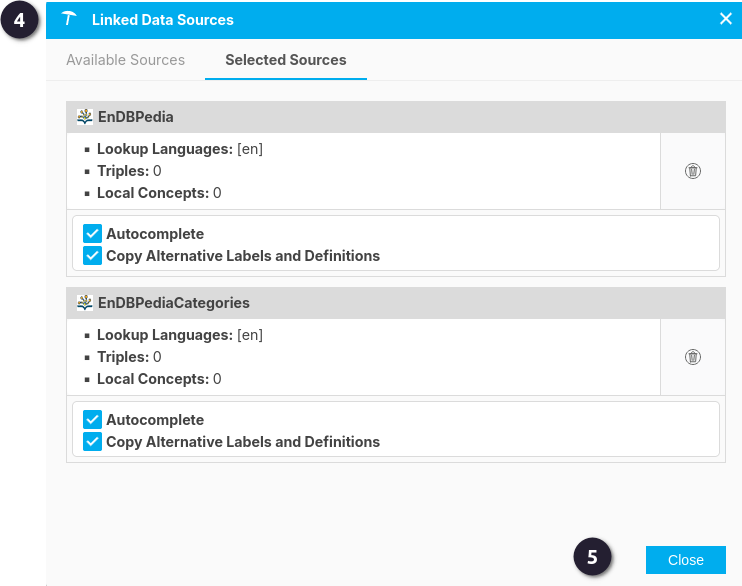 4
Linked Data Sources
Available Sources
Selected Sources
EnDBPedia
Lookup Languages: [en]
Triples: 0
Local Concepts: 0
Autocomplete
Copy Alternative Labels and Definitions
EnDBPediaCategories
Lookup Languages: [en]
Triples: 0
Local Concepts: 0
Autocomplete
Copy Alternative Labels and Definitions
5
Close